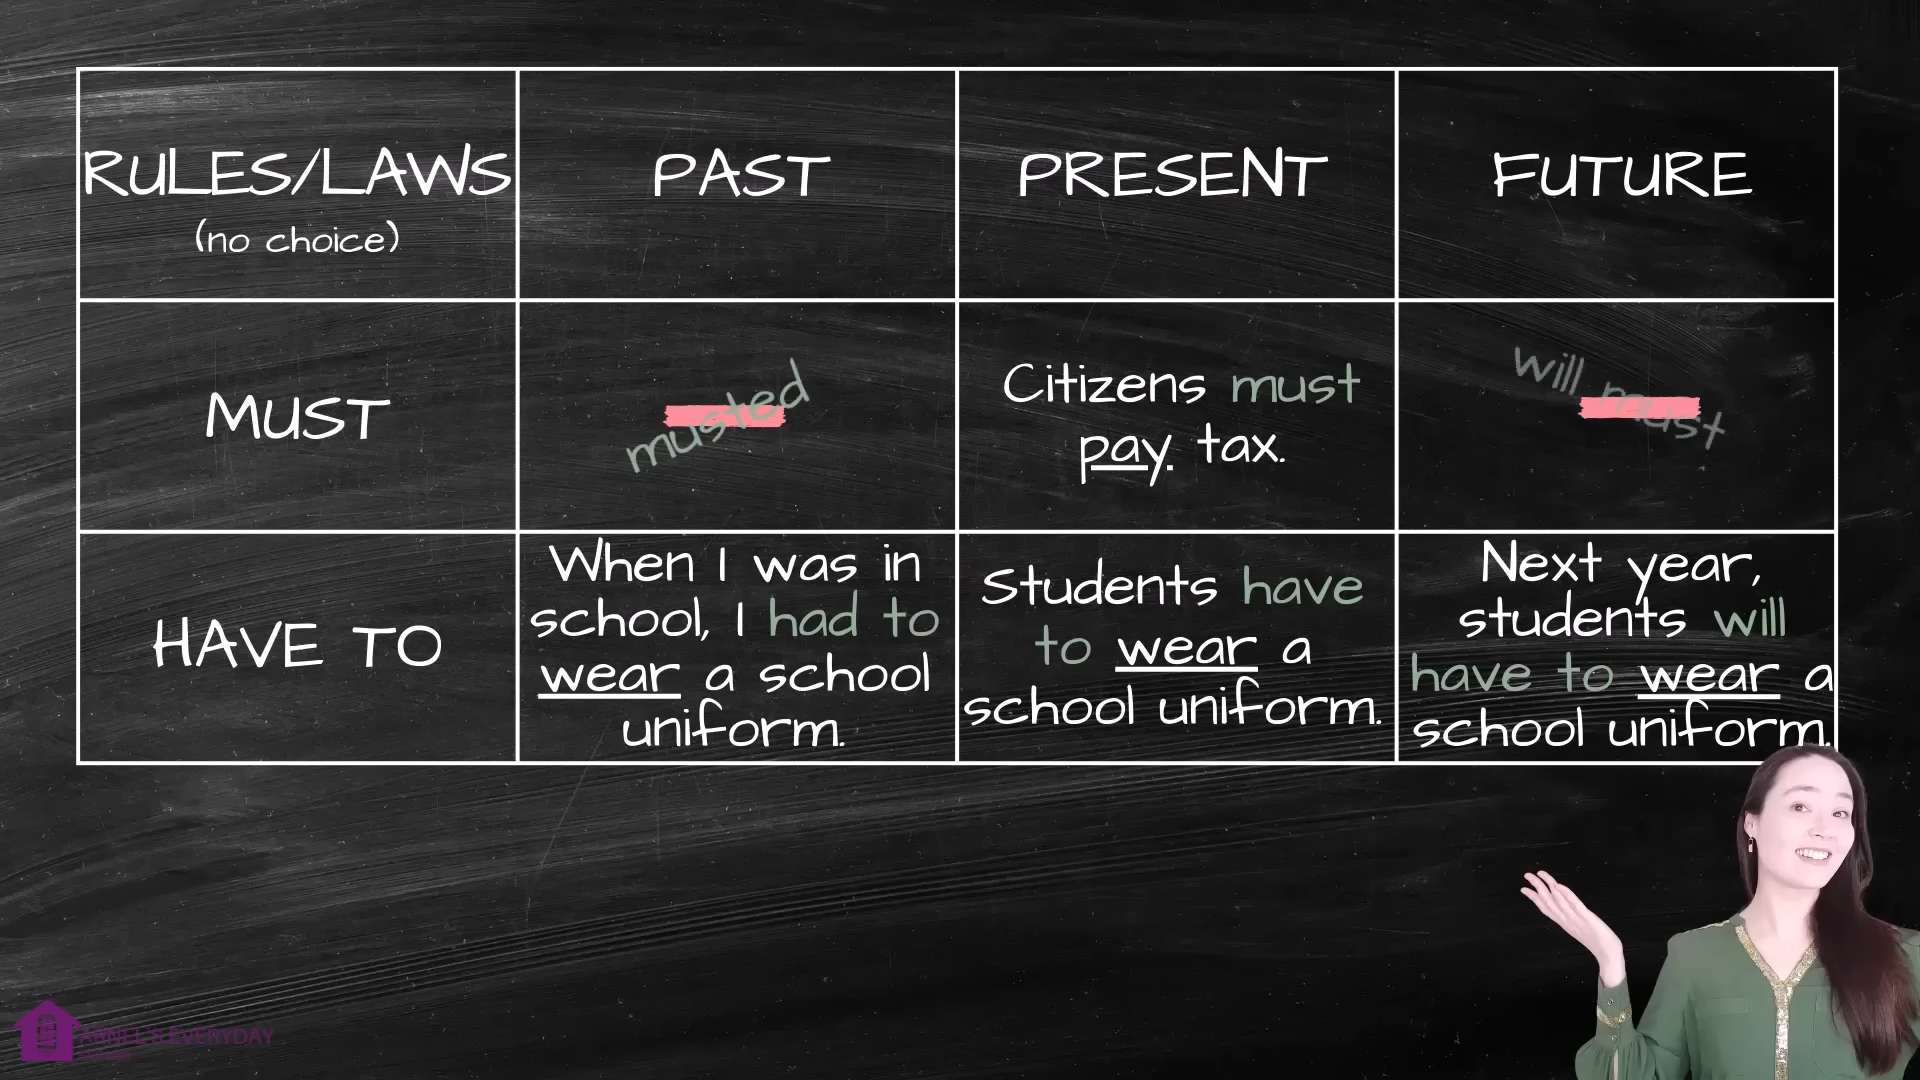 RULES/LAWS
(no choice)
PAST
PRESENT
FUTURE
MUST
musted
Citizens must
pay tax.
will must
HAVE TO
When I was in
school, I had to
wear a school
uniform.
Students have
to wear a
school uniform.
Next year,
students will
have to wear a
school uniform.
EVERYDAY